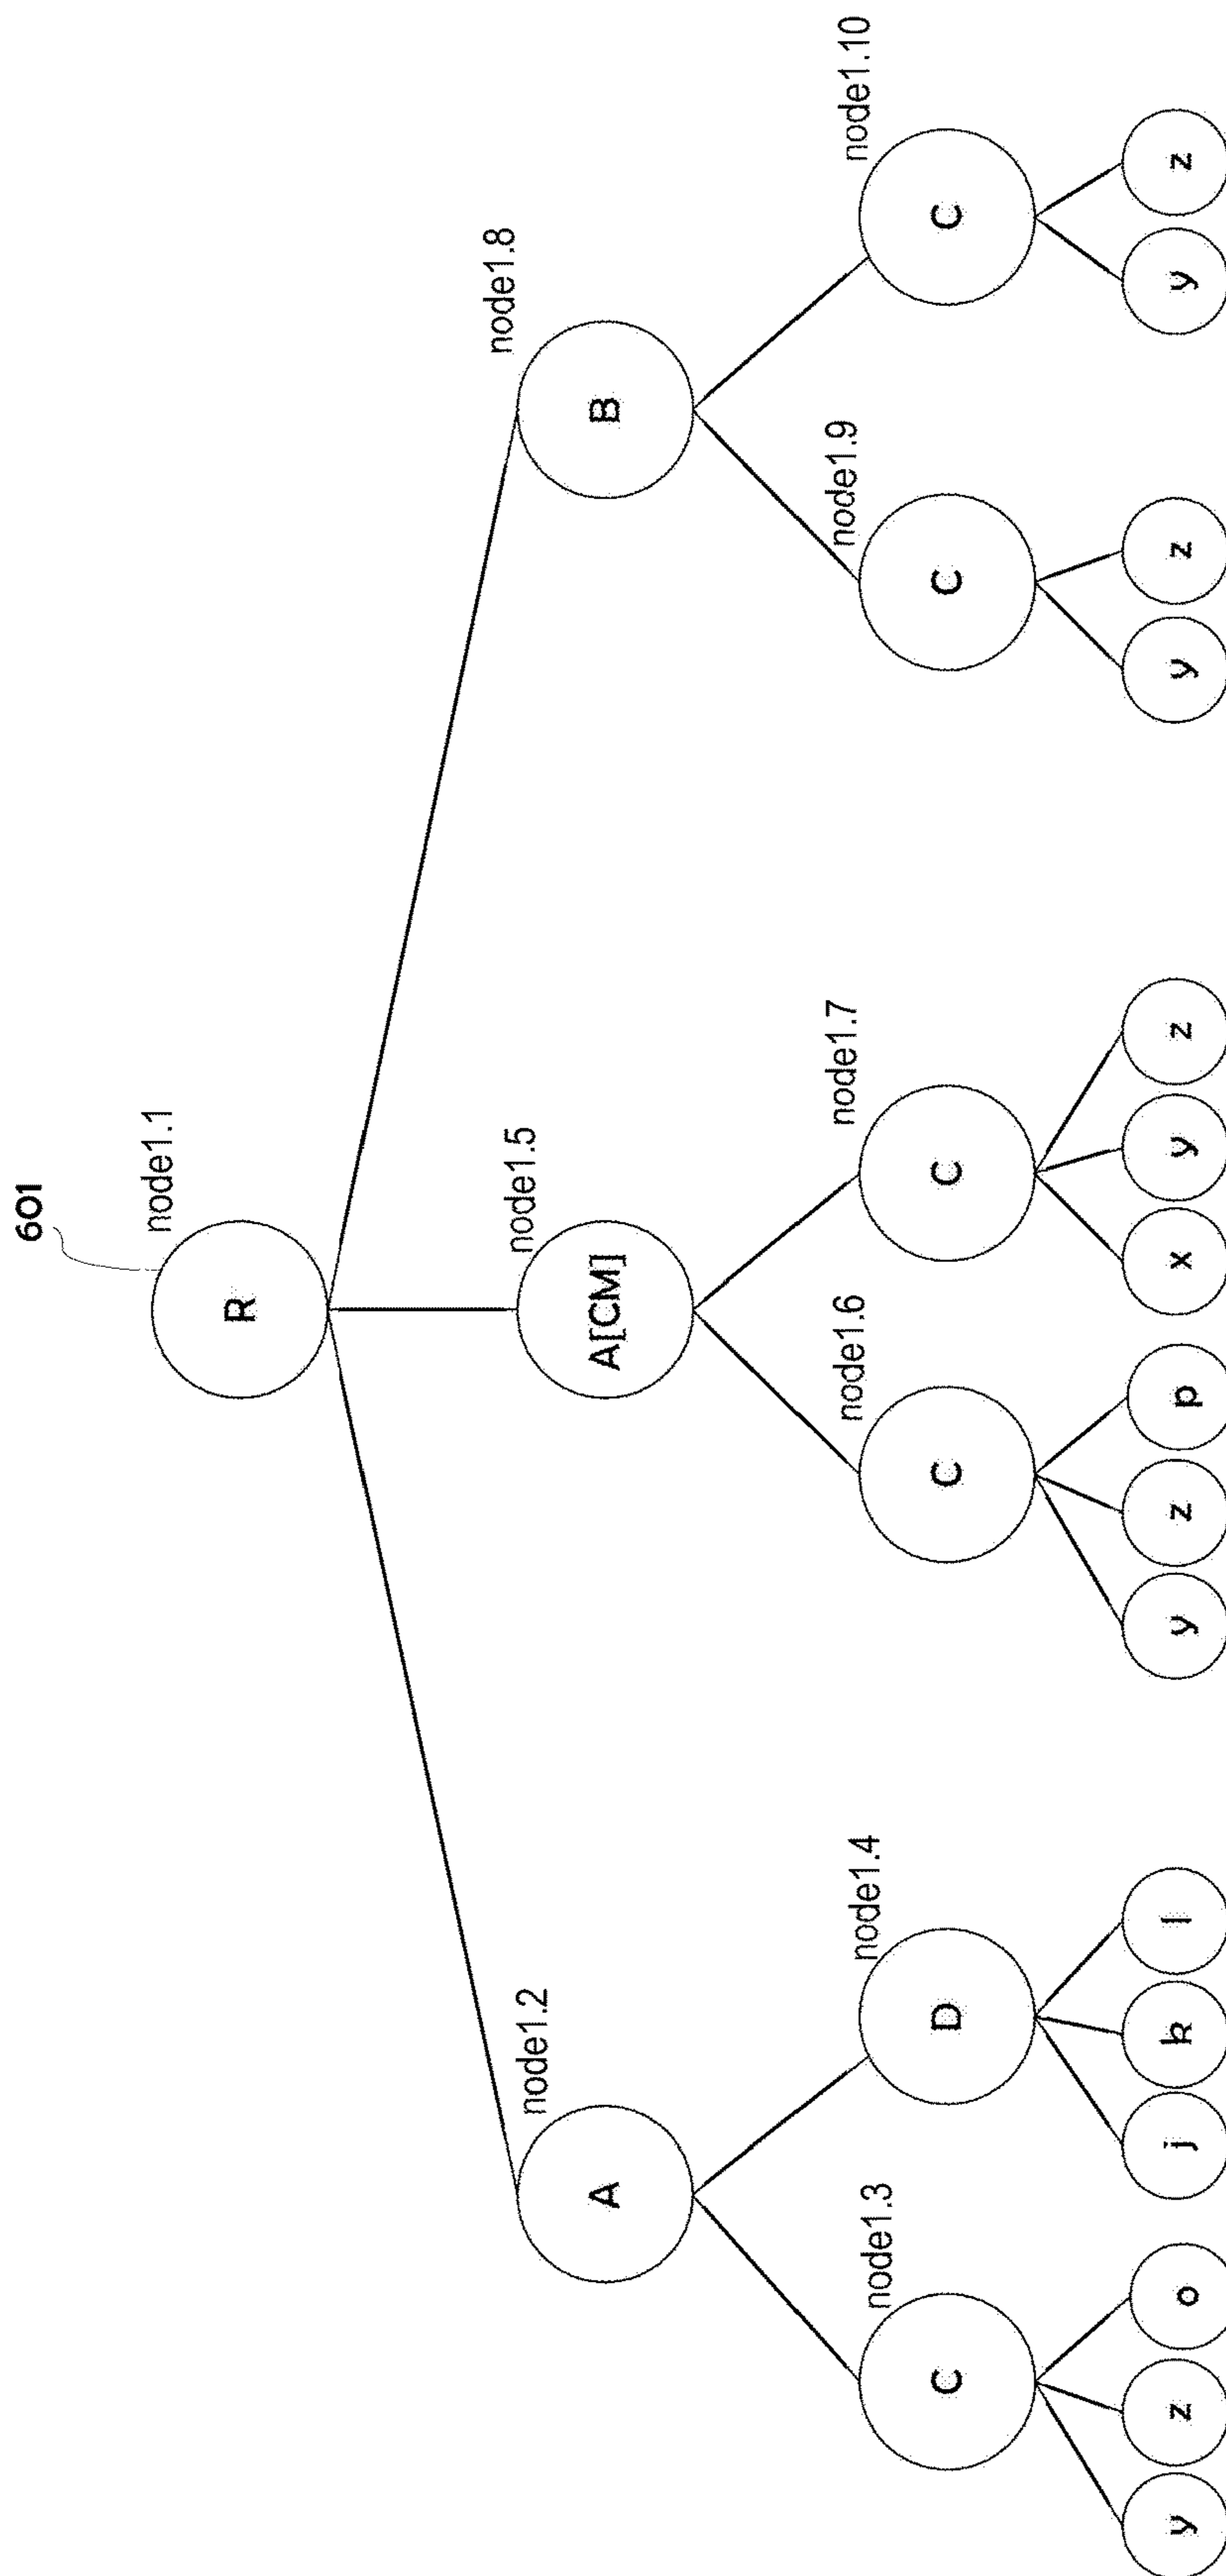 601
node1.1
R
node1.2
A
node1.5
A[CM]
node1.8
B
node1.3
C
node1.4
D
node1.6
C
node1.7
C
node1.9
C
node1.10
C
y z o
j k l
y z p
x y z
y z
y z